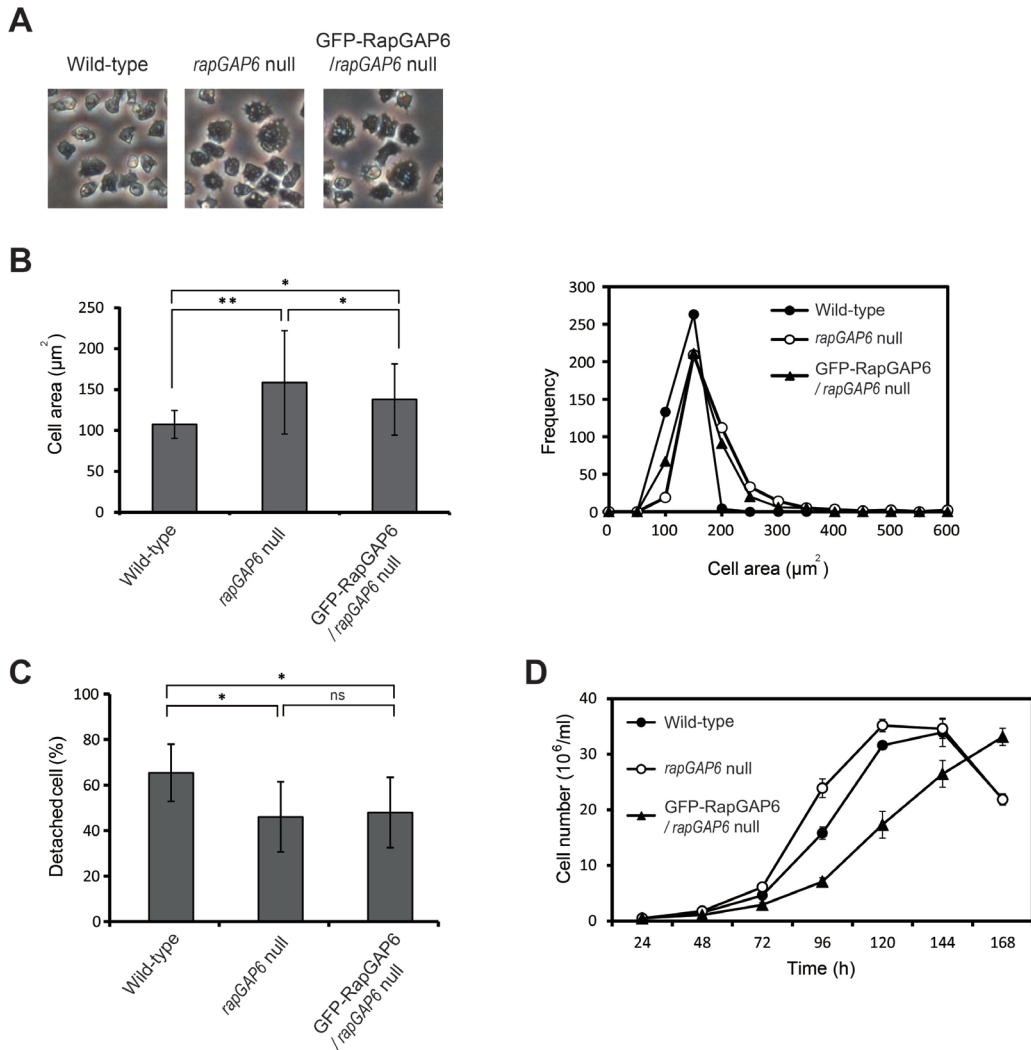 A
Wild-type
rapGAP6 null
GFP-RapGAP6
/rapGAP6 null
B
Cell area (µm²)
250
200
150
100
50
0
**
*
*
Wild-type
rapGAP6 null
GFP-RapGAP6
/ rapGAP6 null
Frequency
300
250
200
150
100
50
0
0 100 200 300 400 500 600
Cell area (µm²)
Wild-type
rapGAP6 null
GFP-RapGAP6
/ rapGAP6 null
C
Detached cell (%)
100
80
60
40
20
0
*
*
ns
Wild-type
rapGAP6 null
GFP-RapGAP6
/ rapGAP6 null
D
Cell number (10⁶/ml)
40
30
20
10
0
24 48 72 96 120 144 168
Time (h)
Wild-type
rapGAP6 null
GFP-RapGAP6
/ rapGAP6 null